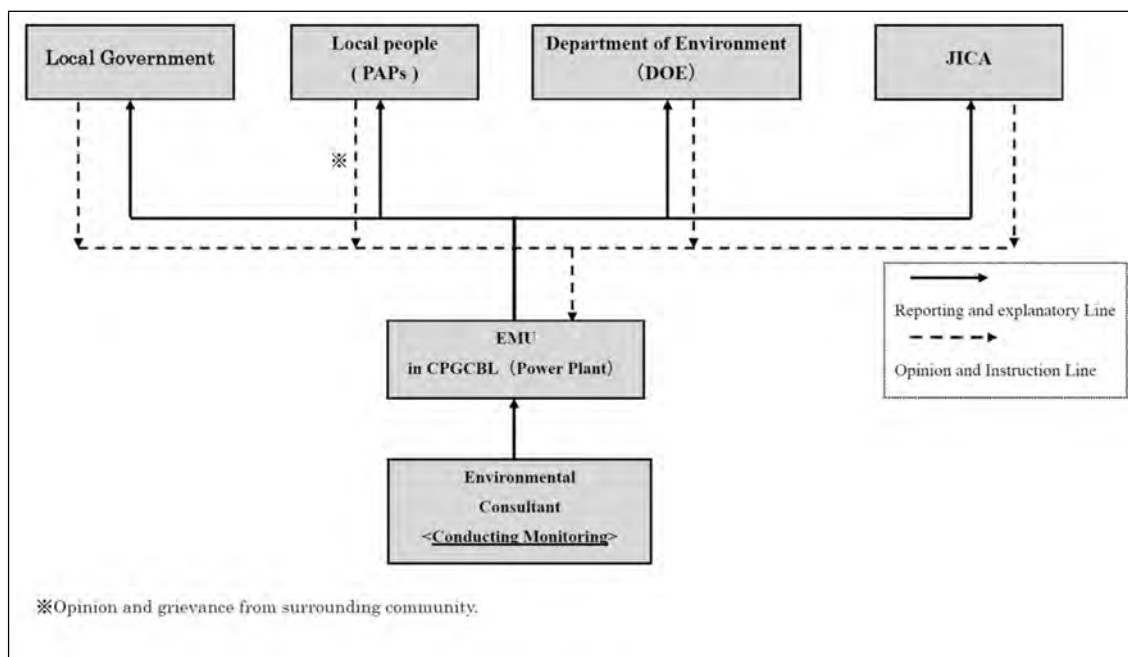 Local Government
Local people
( PAPs )
Department of Environment
（DOE）
JICA
※
EMU
in CPGCBL（Power Plant）
Reporting and explanatory Line
Opinion and Instruction Line
Environmental
Consultant
<Conducting Monitoring>
※Opinion and grievance from surrounding community.